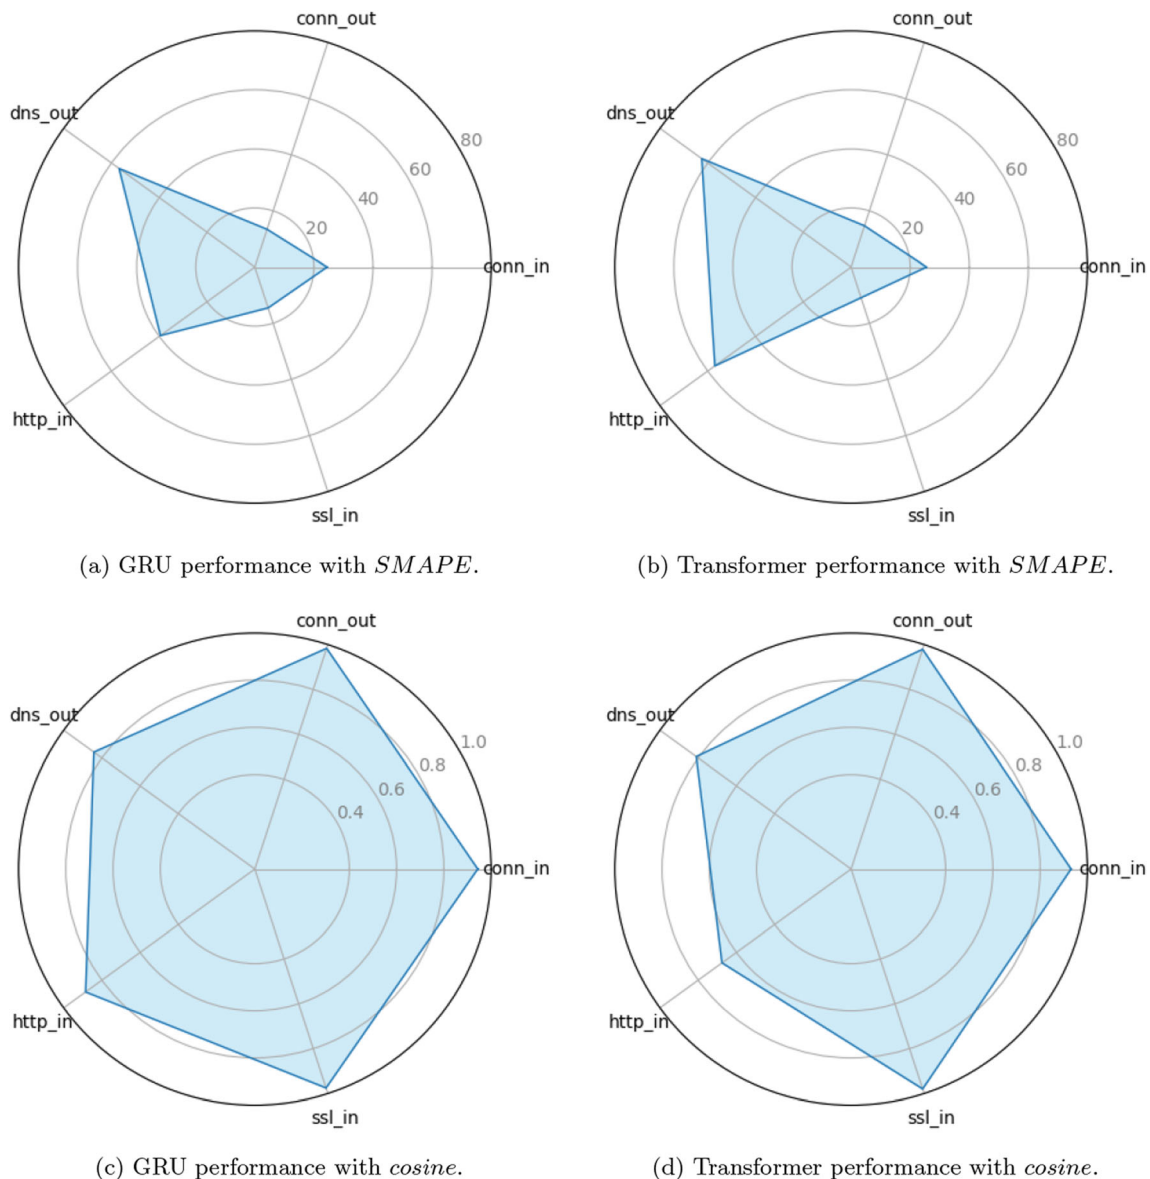 conn_out
conn_out
dns_out
dns_out
80
80
60
60
40
40
20
20
conn_in
conn_in
http_in
http_in
ssl_in
ssl_in
(a) GRU performance with SMAPE.
(b) Transformer performance with SMAPE.
conn_out
conn_out
dns_out
dns_out
1.0
1.0
0.8
0.8
0.6
0.6
0.4
0.4
conn_in
conn_in
http_in
http_in
ssl_in
ssl_in
(c) GRU performance with cosine.
(d) Transformer performance with cosine.